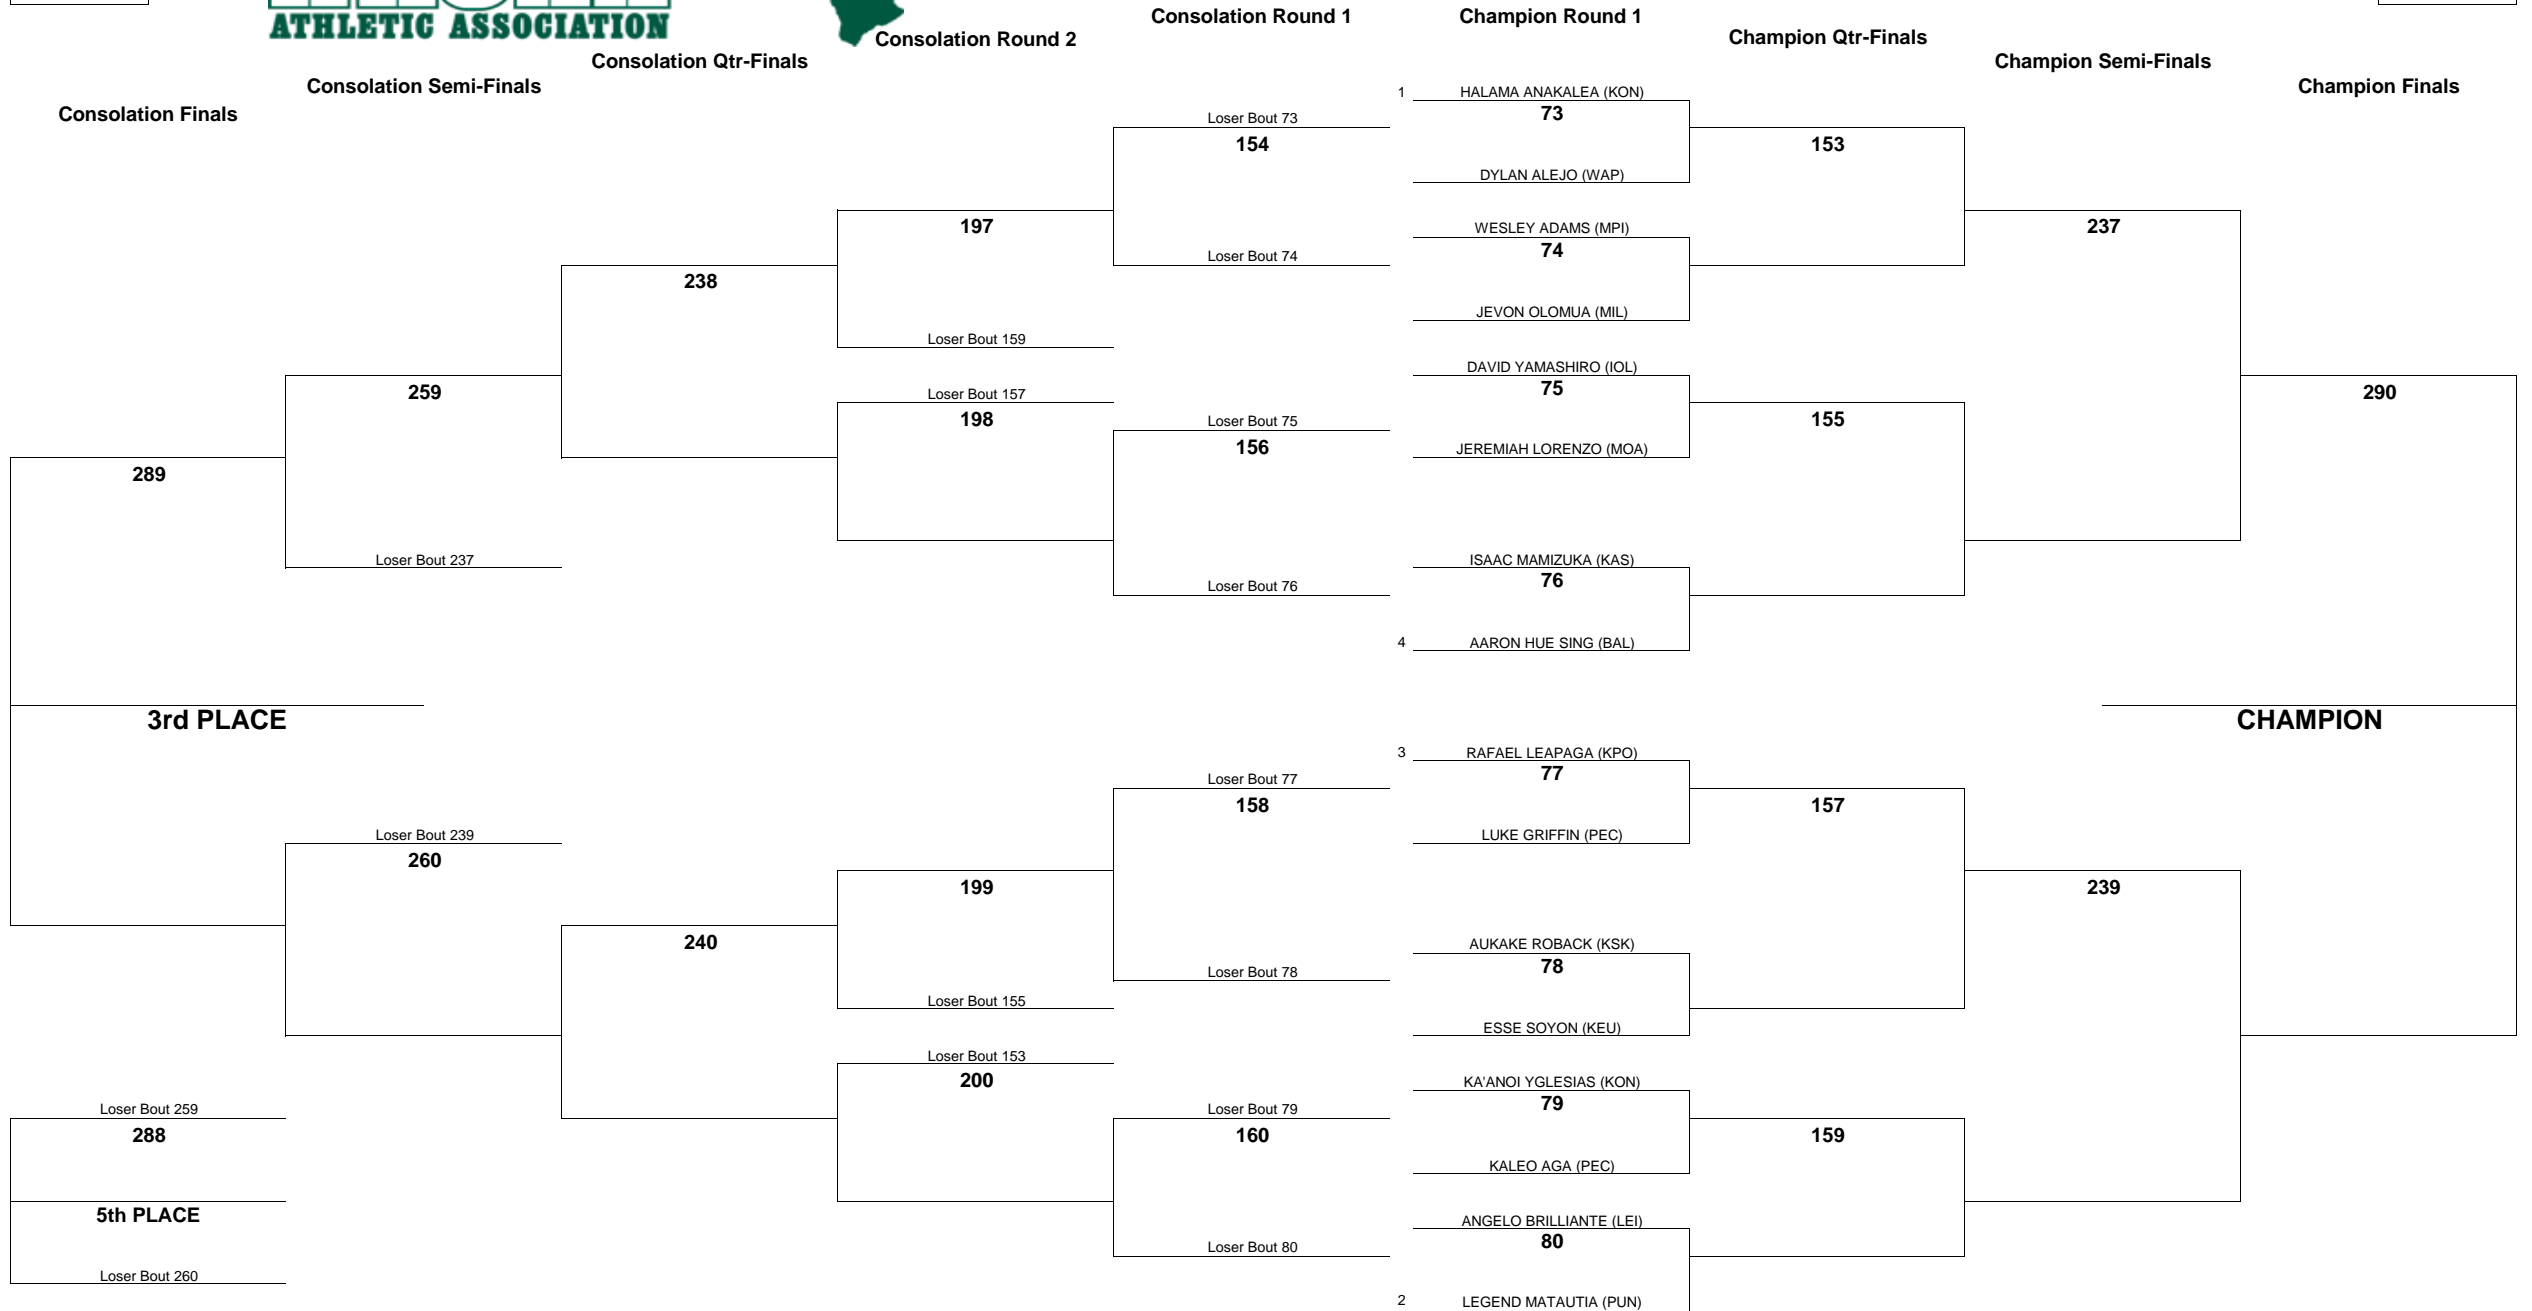 ATHLETIC ASSOCIATION
Consolation Round 1
Champion Round 1
Consolation Round 2
Champion Qtr-Finals
Consolation Qtr-Finals
Champion Semi-Finals
Consolation Semi-Finals
Champion Finals
Consolation Finals
1 HALAMA ANAKALEA (KON)
73
Loser Bout 73
154
153
DYLAN ALEJO (WAP)
197
WESLEY ADAMS (MPI)
237
74
Loser Bout 74
238
JEVON OLOMUA (MIL)
Loser Bout 159
DAVID YAMASHIRO (IOL)
75
259
Loser Bout 157
290
198
Loser Bout 75
155
156
JEREMIAH LORENZO (MOA)
289
Loser Bout 237
ISAAC MAMIZUKA (KAS)
76
Loser Bout 76
4 AARON HUE SING (BAL)
3rd PLACE
CHAMPION
3 RAFAEL LEAPAGA (KPO)
77
Loser Bout 77
158
157
Loser Bout 239
LUKE GRIFFIN (PEC)
260
199
239
240
AUKAKE ROBACK (KSK)
78
Loser Bout 78
Loser Bout 155
ESSE SOYON (KEU)
Loser Bout 153
200
KA'ANOI YGLESIAS (KON)
79
Loser Bout 259
Loser Bout 79
288
160
159
KALEO AGA (PEC)
5th PLACE
ANGELO BRILLIANTE (LEI)
80
Loser Bout 80
Loser Bout 260
2 LEGEND MATAUTIA (PUN)